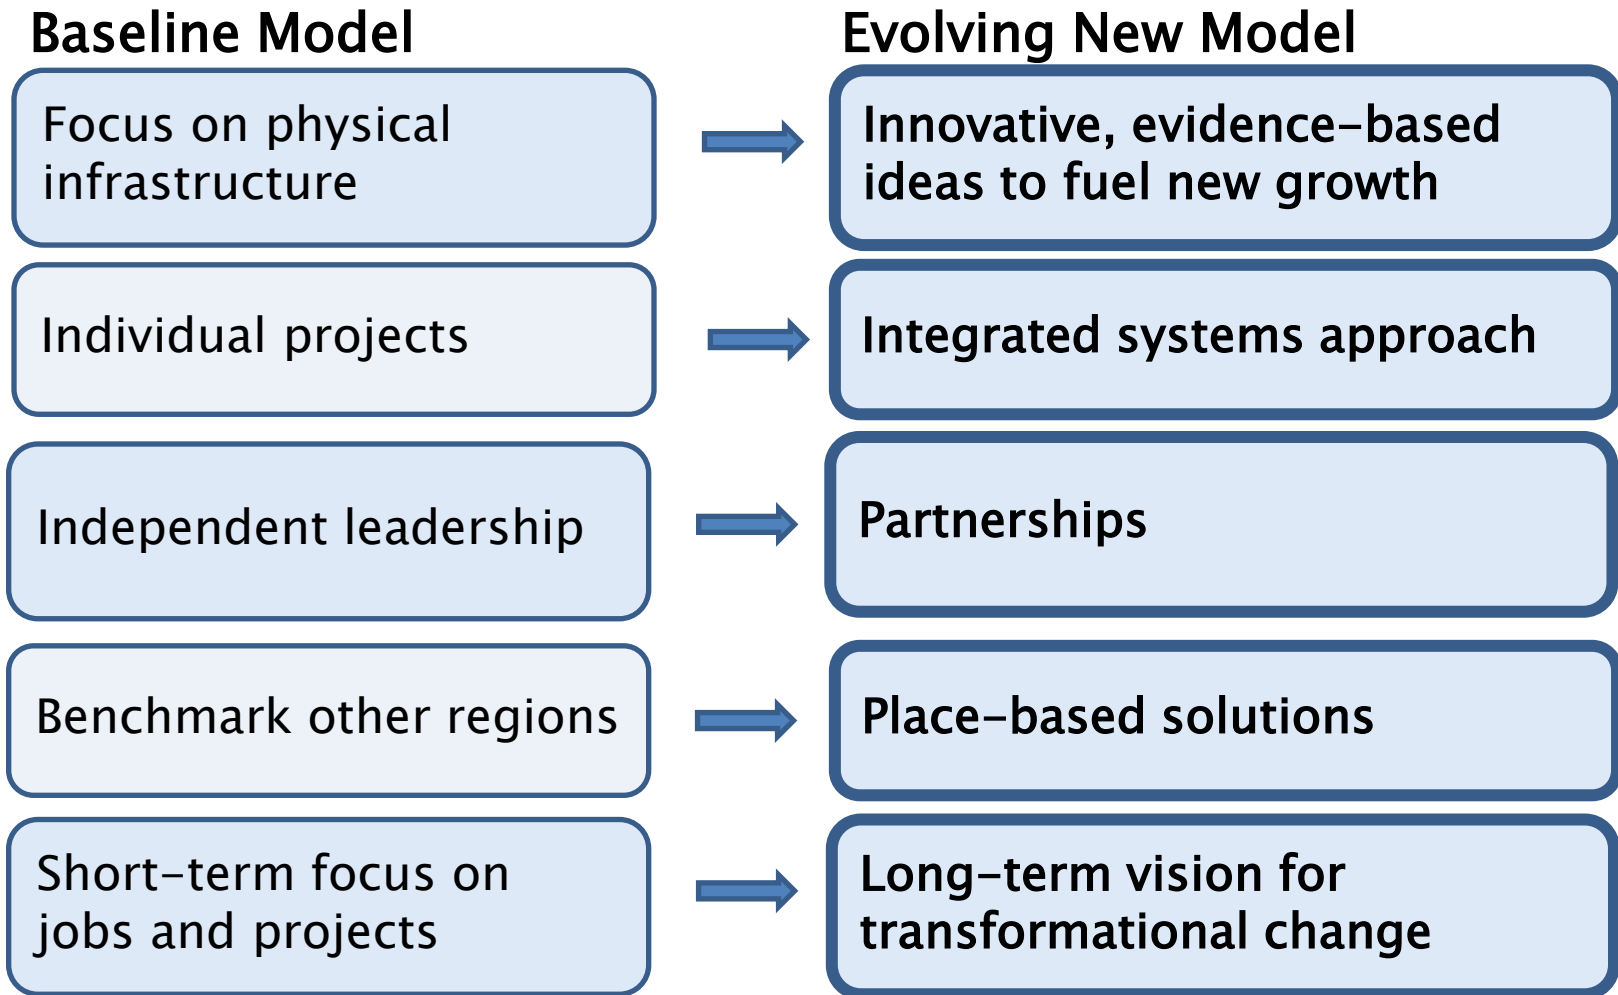 Baseline Model
Evolving New Model
Focus on physical
infrastructure
Innovative, evidence-based
ideas to fuel new growth
Individual projects
Integrated systems approach
Independent leadership
Partnerships
Benchmark other regions
Place-based solutions
Short-term focus on
jobs and projects
Long-term vision for
transformational change